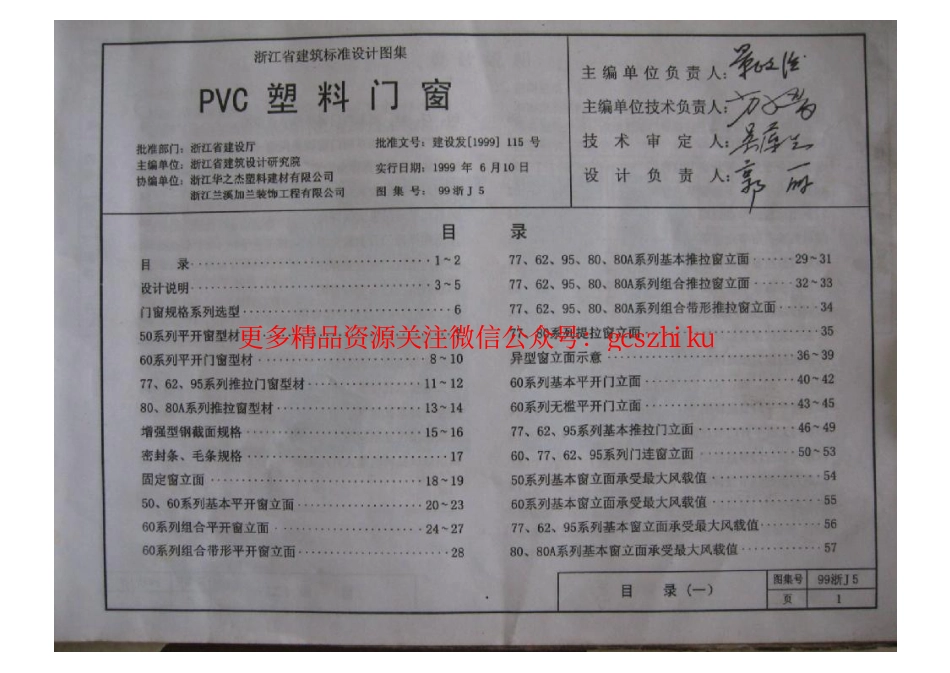 浙江省建筑标准设计图集
PVC 塑料门窗
批准部门：浙江省建设厅
主编单位：浙江省建筑设计研究院
协编单位：浙江华之杰塑料建材有限公司
浙江兰溪加兰装饰工程有限公司
批准文号：建设发[1999] 115 号
实行日期：1999 年 6 月 10 日
图 集 号：99浙J5
主编单位负责人：
主编单位技术负责人：
技术审定人：
设计负责人：
目 录
目 录 1~2
设计说明 3~5
门窗规格系列选型 6
50系列平开窗型材
60系列平开门窗型材 8~10
77、62、95系列推拉门窗型材 11~12
80、80A系列推拉窗型材 13~14
增强型钢截面规格 15~16
密封条、毛条规格 17
固定窗立面 18~19
50、60系列基本平开窗立面 20~23
60系列组合平开窗立面 24~27
60系列组合带形平开窗立面 28
77、62、95、80、80A系列基本推拉窗立面 29~31
77、62、95、80、80A系列组合推拉窗立面 32~33
77、62、95、80、80A系列组合带形推拉窗立面 34
77、80系列提拉窗立面 35
异型窗立面示意 36~39
60系列基本平开门立面 40~42
60系列无槛平开门立面 43~45
77、62、95系列基本推拉门立面 46~49
60、77、62、95系列门连窗立面 50~53
50系列基本窗立面承受最大风载值 54
60系列基本窗立面承受最大风载值 55
77、62、95系列基本窗立面承受最大风载值 56
80、80A系列基本窗立面承受最大风载值 57
更多精品资源关注微信公众号：gcszhiku
目 录（一）
图集号 99浙J5
页 1